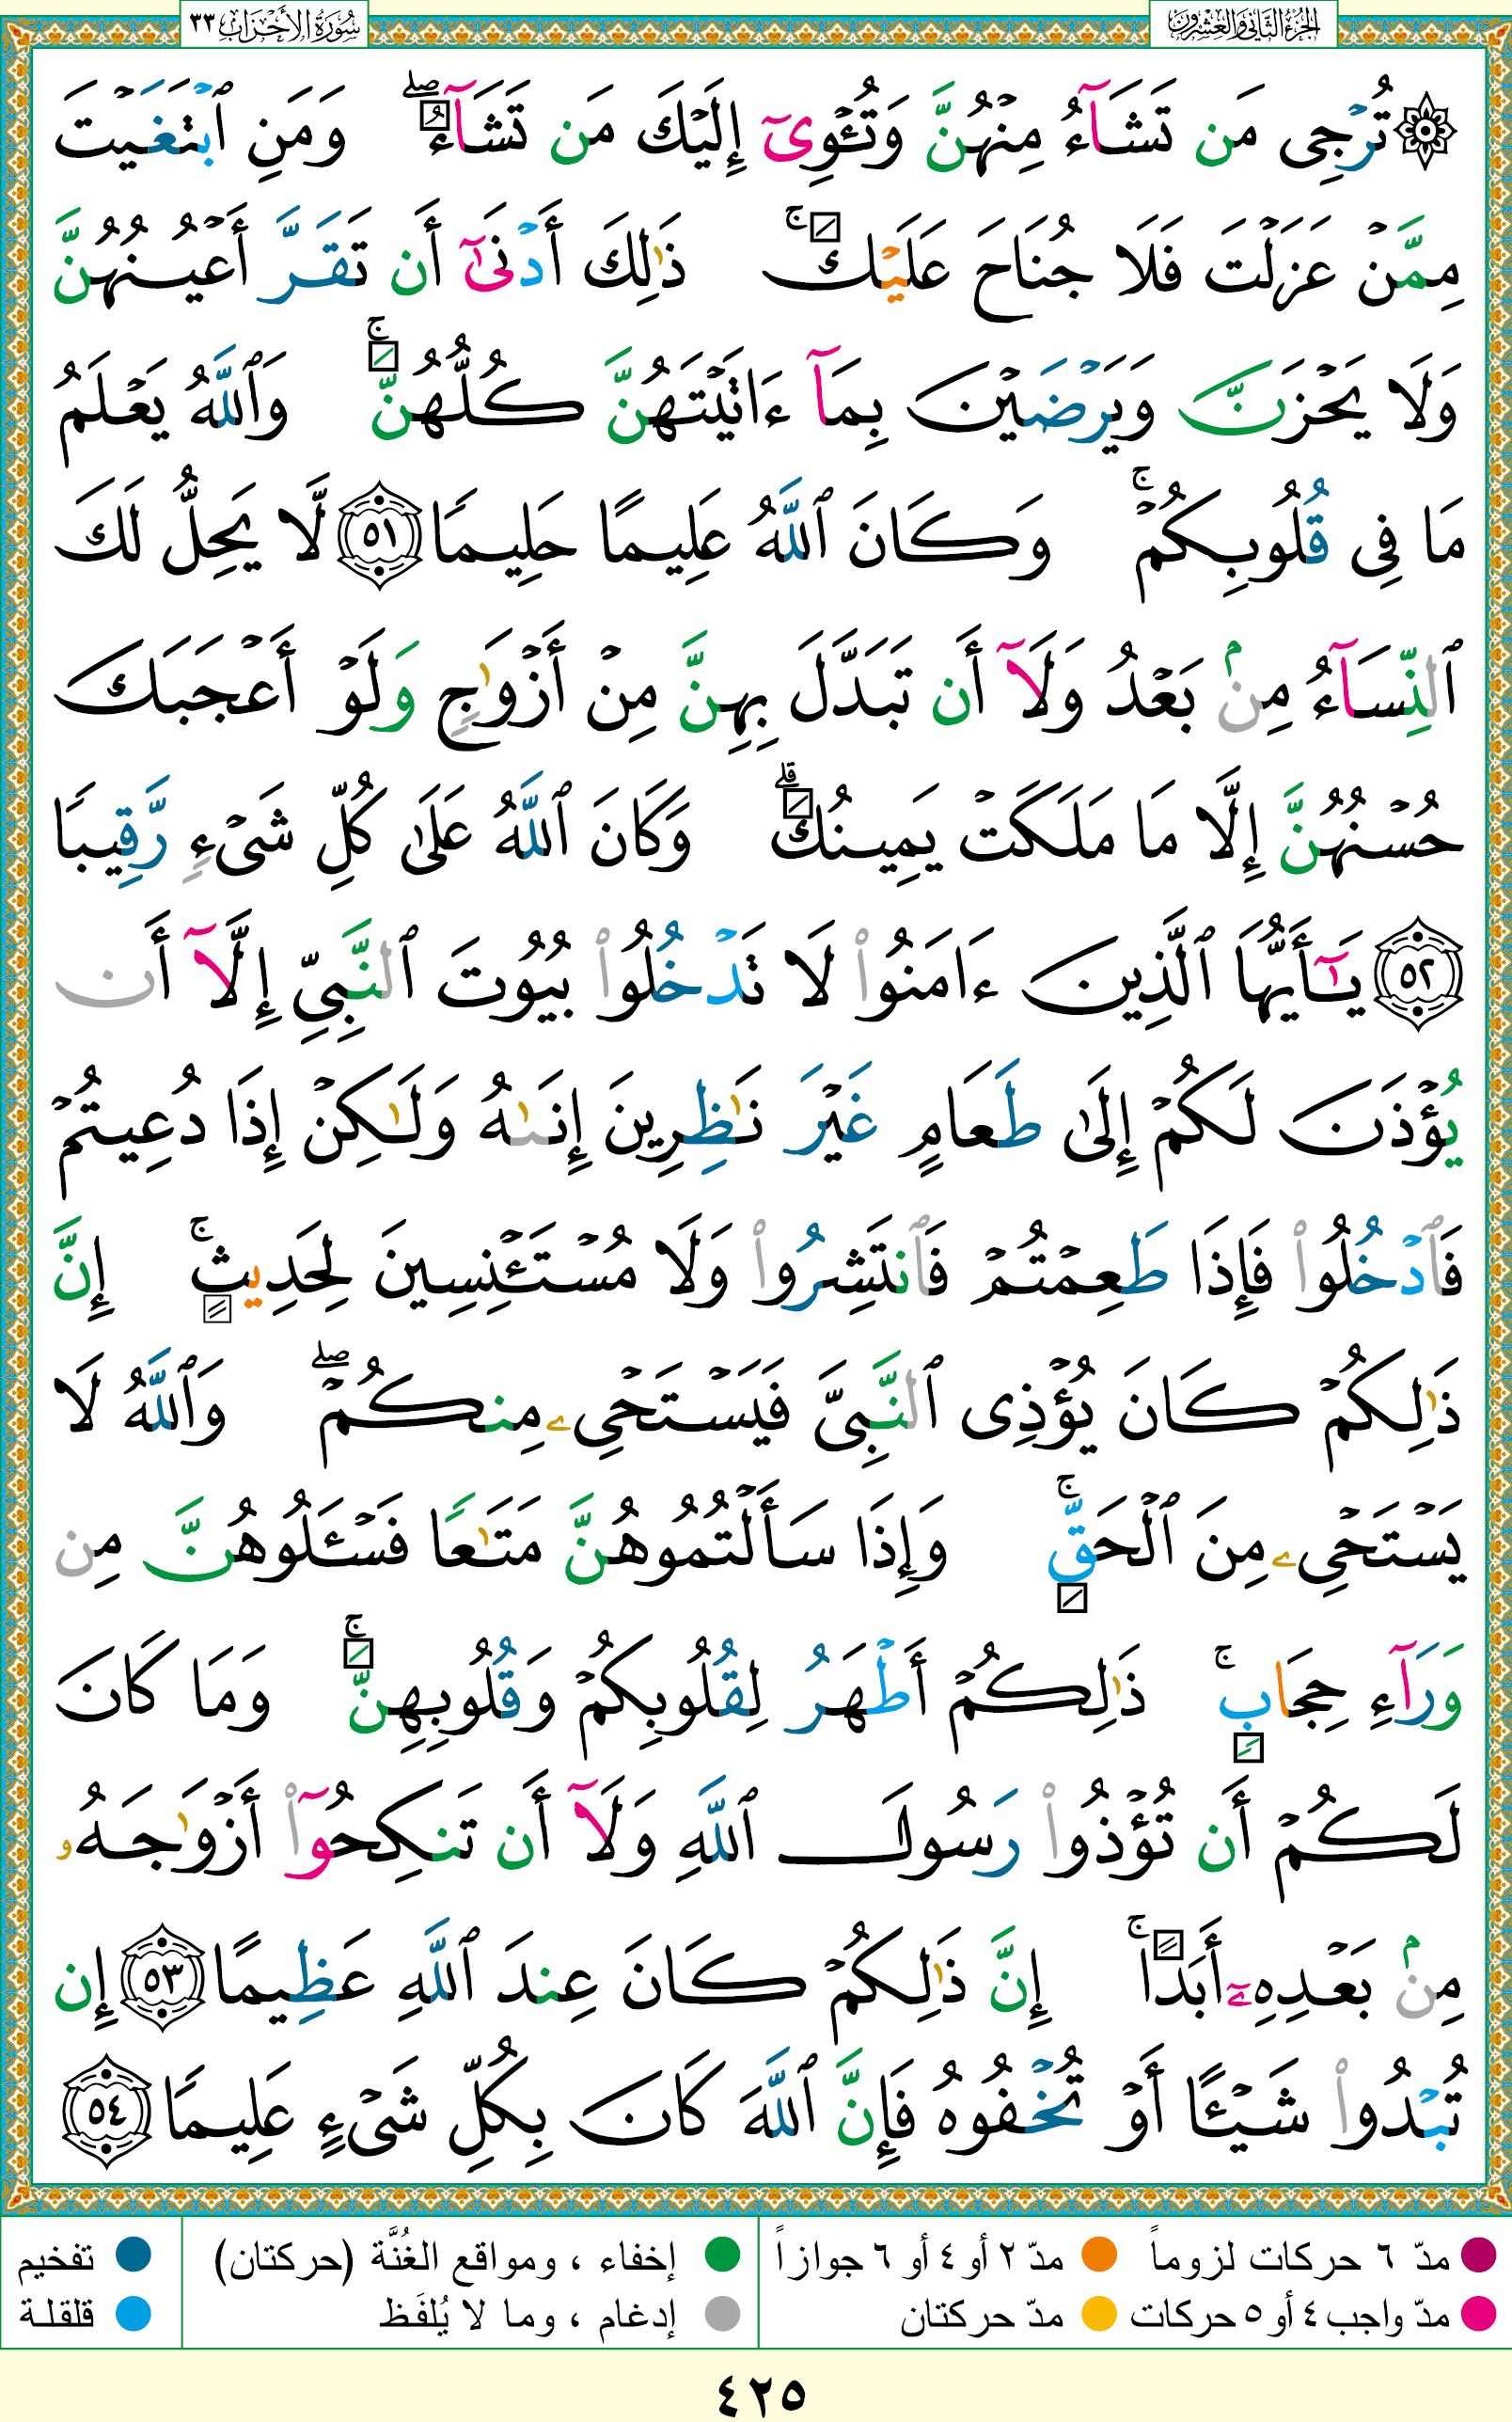 الجزء الثاني والعشرون
سورة الأحزاب ٣٣
۞ تُرْجِى مَن تَشَآءُ مِنْهُنَّ وَتُـْٔوِىٓ إِلَيْكَ مَن تَشَآءُ ۖ وَمَنِ ٱبْتَغَيْتَ
مِمَّنْ عَزَلْتَ فَلَا جُنَاحَ عَلَيْكَ ۚ ذَٰلِكَ أَدْنَىٰٓ أَن تَقَرَّ أَعْيُنُهُنَّ
وَلَا يَحْزَنَّ وَيَرْضَيْنَ بِمَآ ءَاتَيْتَهُنَّ كُلُّهُنَّ ۚ وَٱللَّهُ يَعْلَمُ
مَا فِى قُلُوبِكُمْ ۚ وَكَانَ ٱللَّهُ عَلِيمًا حَلِيمًا ٥١ لَّا يَحِلُّ لَكَ
ٱلنِّسَآءُ مِنۢ بَعْدُ وَلَآ أَن تَبَدَّلَ بِهِنَّ مِنْ أَزْوَٰجٍ وَلَوْ أَعْجَبَكَ
حُسْنُهُنَّ إِلَّا مَا مَلَكَتْ يَمِينُكَ ۗ وَكَانَ ٱللَّهُ عَلَىٰ كُلِّ شَىْءٍ رَّقِيبًا
٥٢ يَـٰٓأَيُّهَا ٱلَّذِينَ ءَامَنُوا۟ لَا تَدْخُلُوا۟ بُيُوتَ ٱلنَّبِىِّ إِلَّآ أَن
يُؤْذَنَ لَكُمْ إِلَىٰ طَعَامٍ غَيْرَ نَـٰظِرِينَ إِنَىٰهُ وَلَـٰكِنْ إِذَا دُعِيتُمْ
فَٱدْخُلُوا۟ فَإِذَا طَعِمْتُمْ فَٱنتَشِرُوا۟ وَلَا مُسْتَـْٔنِسِينَ لِحَدِيثٍ ۚ إِنَّ
ذَٰلِكُمْ كَانَ يُؤْذِى ٱلنَّبِىَّ فَيَسْتَحْىِۦ مِنكُمْ ۖ وَٱللَّهُ لَا
يَسْتَحْىِۦ مِنَ ٱلْحَقِّ ۚ وَإِذَا سَأَلْتُمُوهُنَّ مَتَـٰعًا فَسْـَٔلُوهُنَّ مِن
وَرَآءِ حِجَابٍ ۚ ذَٰلِكُمْ أَطْهَرُ لِقُلُوبِكُمْ وَقُلُوبِهِنَّ ۚ وَمَا كَانَ
لَكُمْ أَن تُؤْذُوا۟ رَسُولَ ٱللَّهِ وَلَآ أَن تَنكِحُوٓا۟ أَزْوَٰجَهُۥ
مِنۢ بَعْدِهِۦٓ أَبَدًا ۚ إِنَّ ذَٰلِكُمْ كَانَ عِندَ ٱللَّهِ عَظِيمًا ٥٣ إِن
تُبْدُوا۟ شَيْـًٔا أَوْ تُخْفُوهُ فَإِنَّ ٱللَّهَ كَانَ بِكُلِّ شَىْءٍ عَلِيمًا ٥٤
مدّ ٦ حركات لزوماً مدّ ٢ أو ٤ أو ٦ جوازاً إخفاء ، ومواقع الغُنَّة (حركتان) تفخيم
مدّ واجب ٤ أو ٥ حركات مدّ حركتان إدغام ، وما لا يُلفَظ قلقلة
٤٢٥